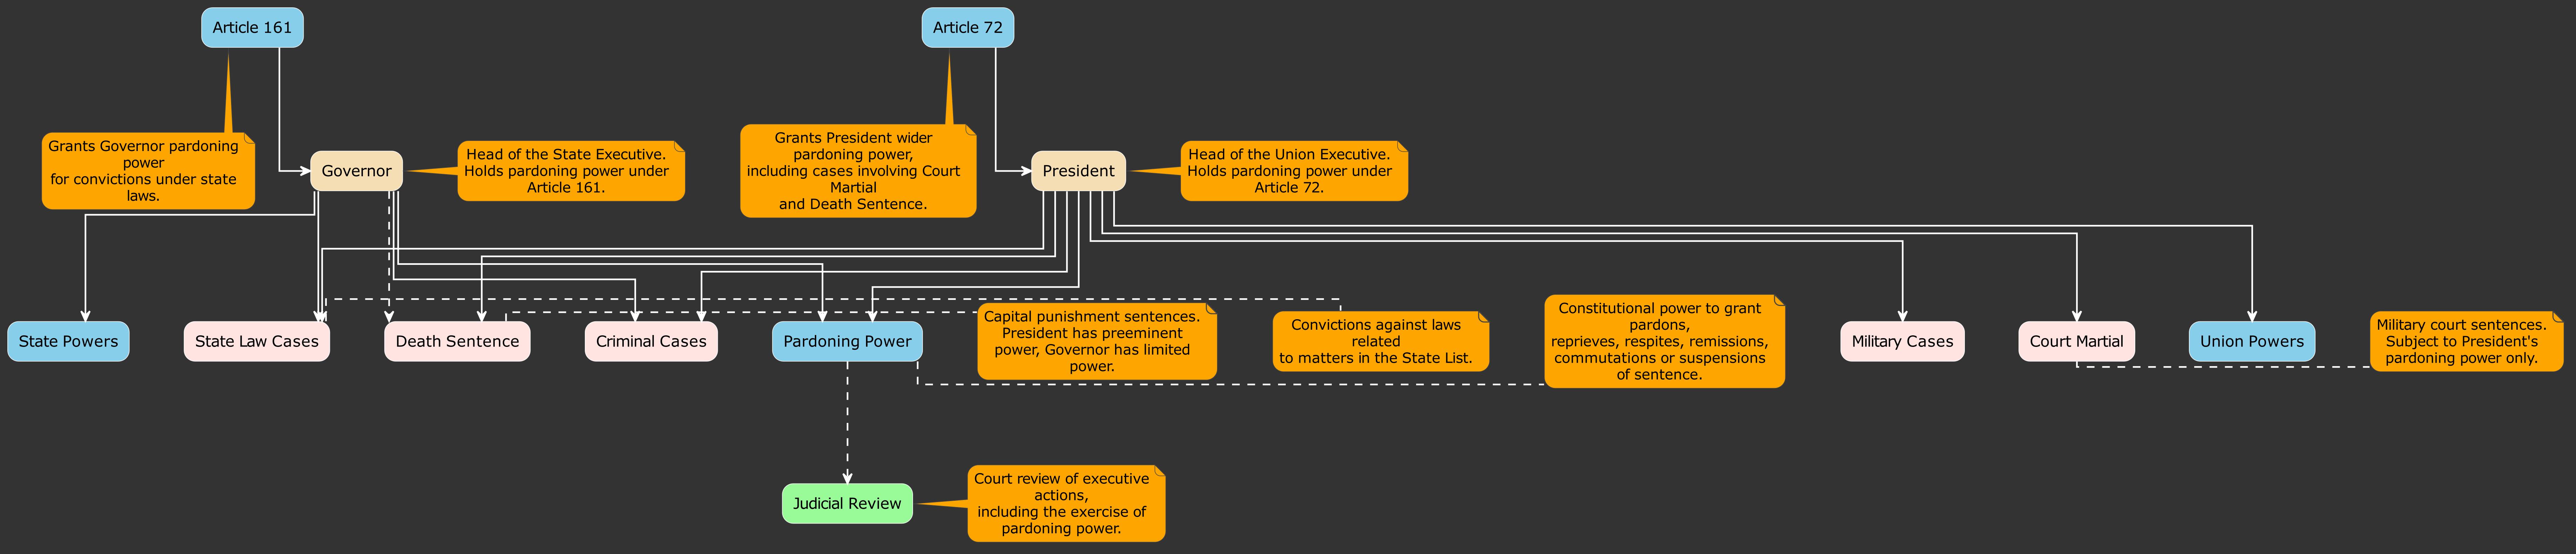 Article 161
Article 72
Grants Governor pardoning
power
for convictions under state
laws.
Governor
Head of the State Executive.
Holds pardoning power under
Article 161.
Grants President wider
pardoning power,
including cases involving Court
Martial
and Death Sentence.
President
Head of the Union Executive.
Holds pardoning power under
Article 72.
State Powers
State Law Cases
Death Sentence
Criminal Cases
Pardoning Power
Capital punishment sentences.
President has preeminent
power, Governor has limited
power.
Convictions against laws
related
to matters in the State List.
Constitutional power to grant
pardons,
reprieves, respites, remissions,
commutations or suspensions
of sentence.
Military Cases
Court Martial
Union Powers
Military court sentences.
Subject to President's
pardoning power only.
Judicial Review
Court review of executive
actions,
including the exercise of
pardoning power.